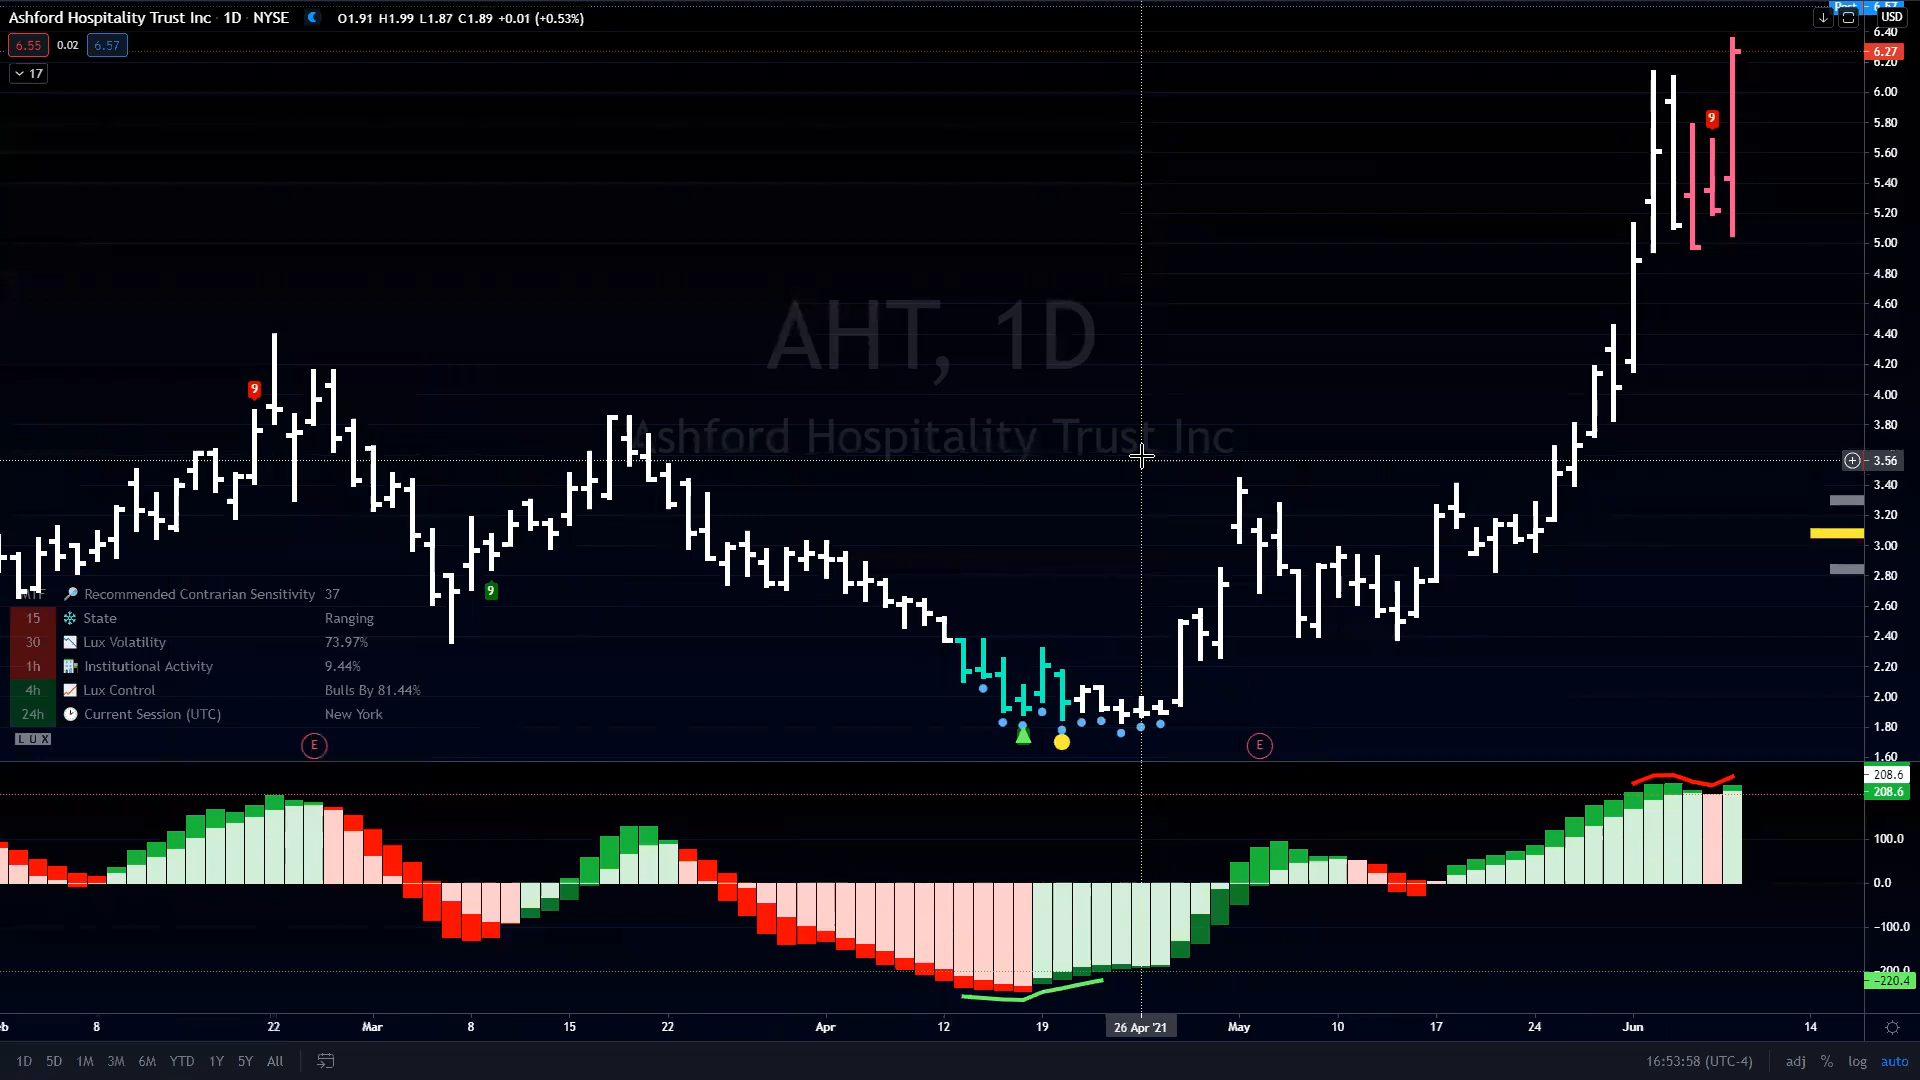 Ashford Hospitality Trust Inc · 1D · NYSE O1.91 H1.99 L1.87 C1.89 +0.01 (+0.53%)
6.55 0.02 6.57
17
Post 6.57
USD
6.40
6.27
6.20
6.00
9
5.80
5.60
5.40
5.20
5.00
4.80
4.60
AHT, 1D
4.40
4.20
9
4.00
3.80
Ashford Hospitality Trust Inc
3.56
3.40
3.20
3.00
2.80
9
MTF Recommended Contrarian Sensitivity 37
2.60
15 State Ranging
30 Lux Volatility 73.97%
2.40
1h Institutional Activity 9.44%
2.20
4h Lux Control Bulls By 81.44%
2.00
24h Current Session (UTC) New York
1.80
LUX
E E
1.60
208.6
208.6
100.0
0.0
-100.0
-200.0
-220.4
8 22 Mar 8 15 22 Apr 12 19 26 Apr '21 May 10 17 24 Jun 14
1D 5D 1M 3M 6M YTD 1Y 5Y All 16:53:58 (UTC-4) adj % log auto